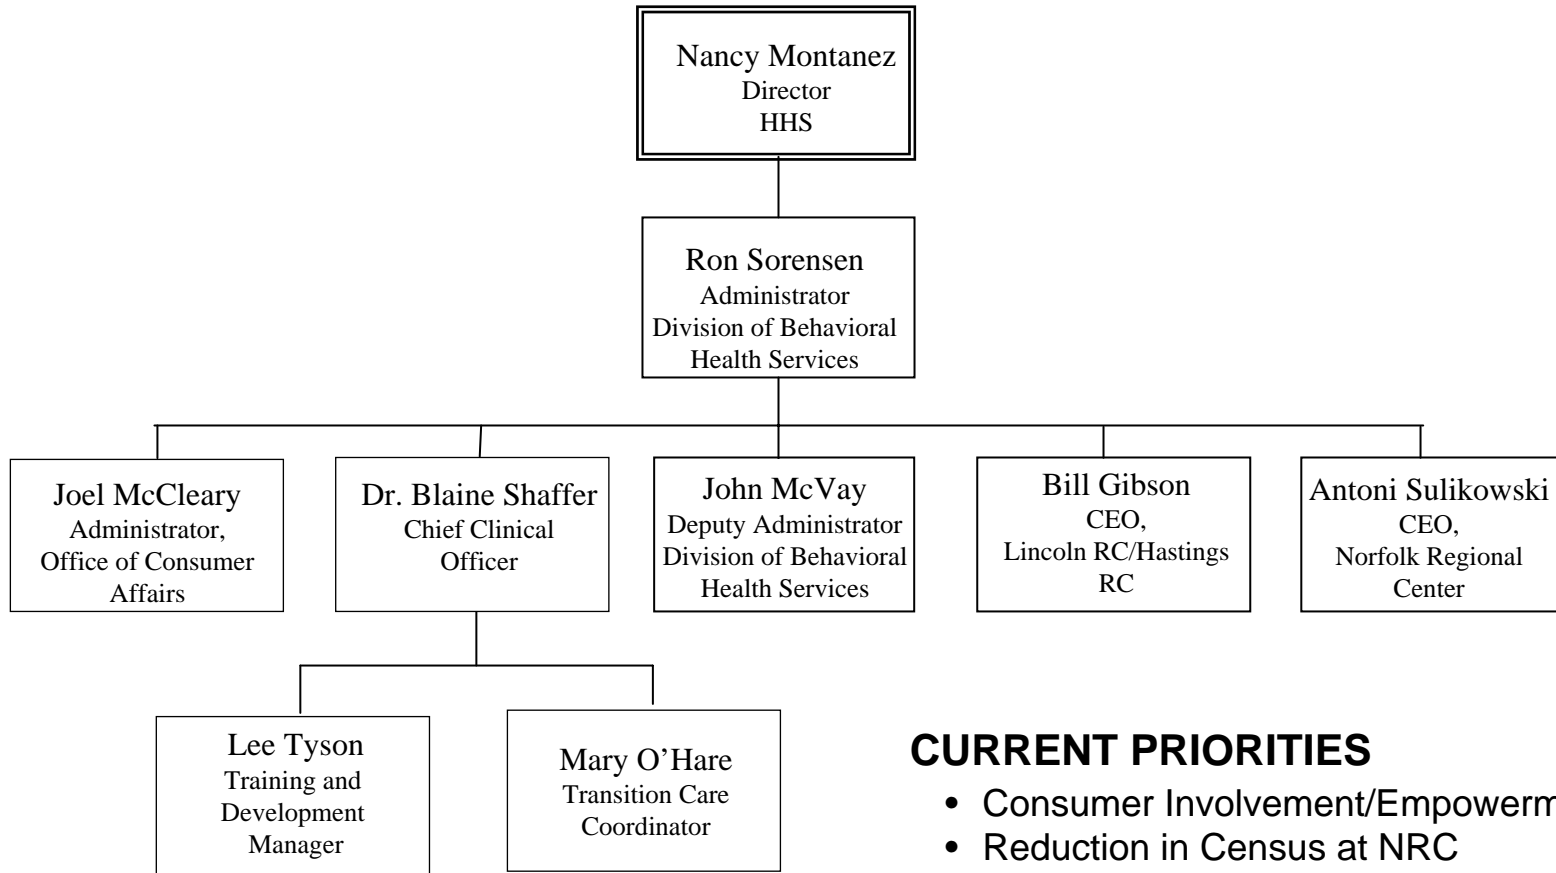 Nancy Montanez
Director
HHS
Ron Sorensen
Administrator
Division of Behavioral
Health Services
Joel McCleary
Administrator,
Office of Consumer
Affairs
Dr. Blaine Shaffer
Chief Clinical
Officer
John McVay
Deputy Administrator
Division of Behavioral
Health Services
Bill Gibson
CEO,
Lincoln RC/Hastings
RC
Antoni Sulikowski
CEO,
Norfolk Regional
Center
Lee Tyson
Training and
Development
Manager
Mary O’Hare
Transition Care
Coordinator
CURRENT PRIORITIES
• Consumer Involvement/Empowerm
• Reduction in Census at NRC